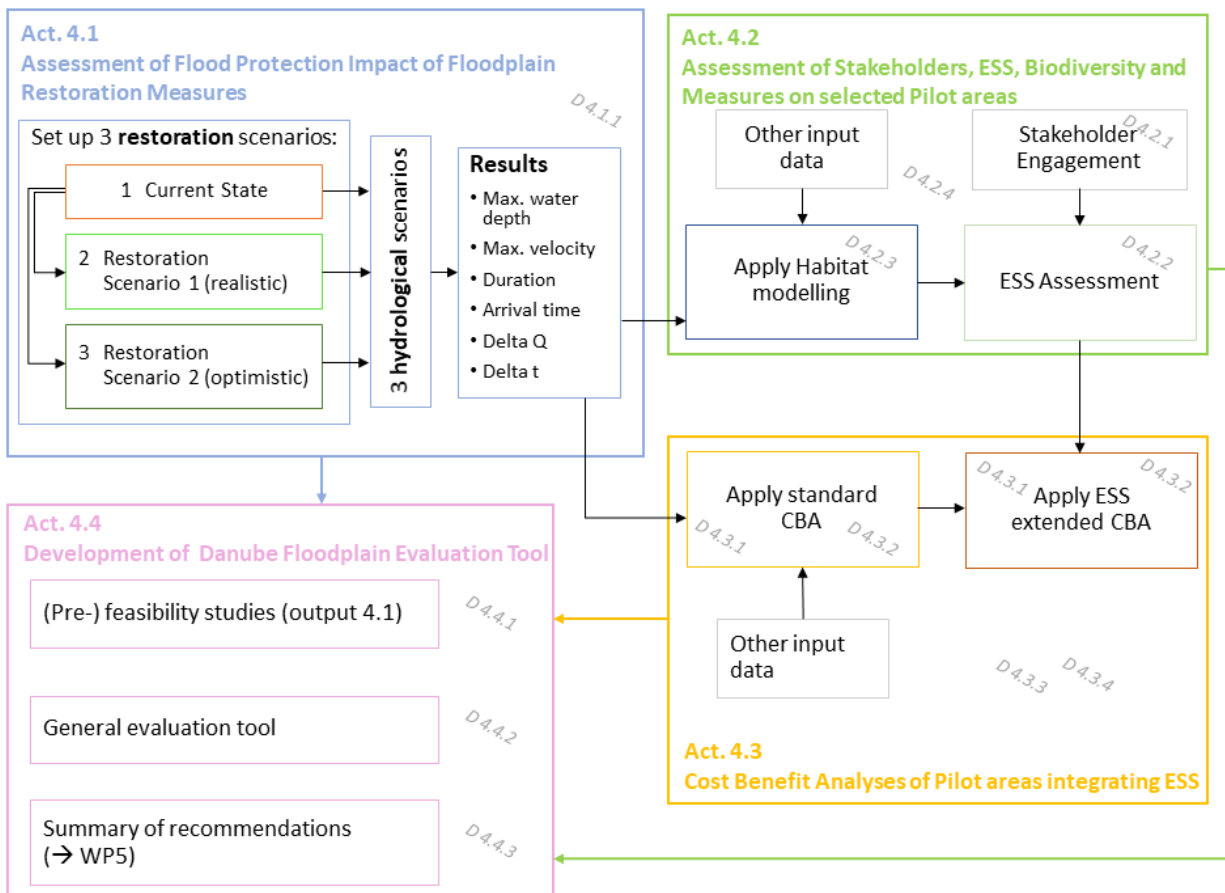 Act. 4.1
Assessment of Flood Protection Impact of Floodplain
Restoration Measures
D 4.1.1
Set up 3 restoration scenarios:
1 Current State
2 Restoration
Scenario 1 (realistic)
3 Restoration
Scenario 2 (optimistic)
3 hydrological scenarios
Results
• Max. water
depth
• Max. velocity
• Duration
• Arrival time
• Delta Q
• Delta t
Act. 4.2
Assessment of Stakeholders, ESS, Biodiversity and
Measures on selected Pilot areas
Other input
data
D 4.2.4
Stakeholder
Engagement
D 4.2.1
Apply Habitat
modelling
D 4.2.3
ESS Assessment
D 4.2.2
Apply standard
CBA
D 4.3.1
D 4.3.2
Apply ESS
extended CBA
D 4.3.1
D 4.3.2
Other input
data
D 4.3.3
D 4.3.4
Act. 4.3
Cost Benefit Analyses of Pilot areas integrating ESS
Act. 4.4
Development of Danube Floodplain Evaluation Tool
(Pre-) feasibility studies (output 4.1)
D 4.4.1
General evaluation tool
D 4.4.2
Summary of recommendations
(→ WP5)
D 4.4.3